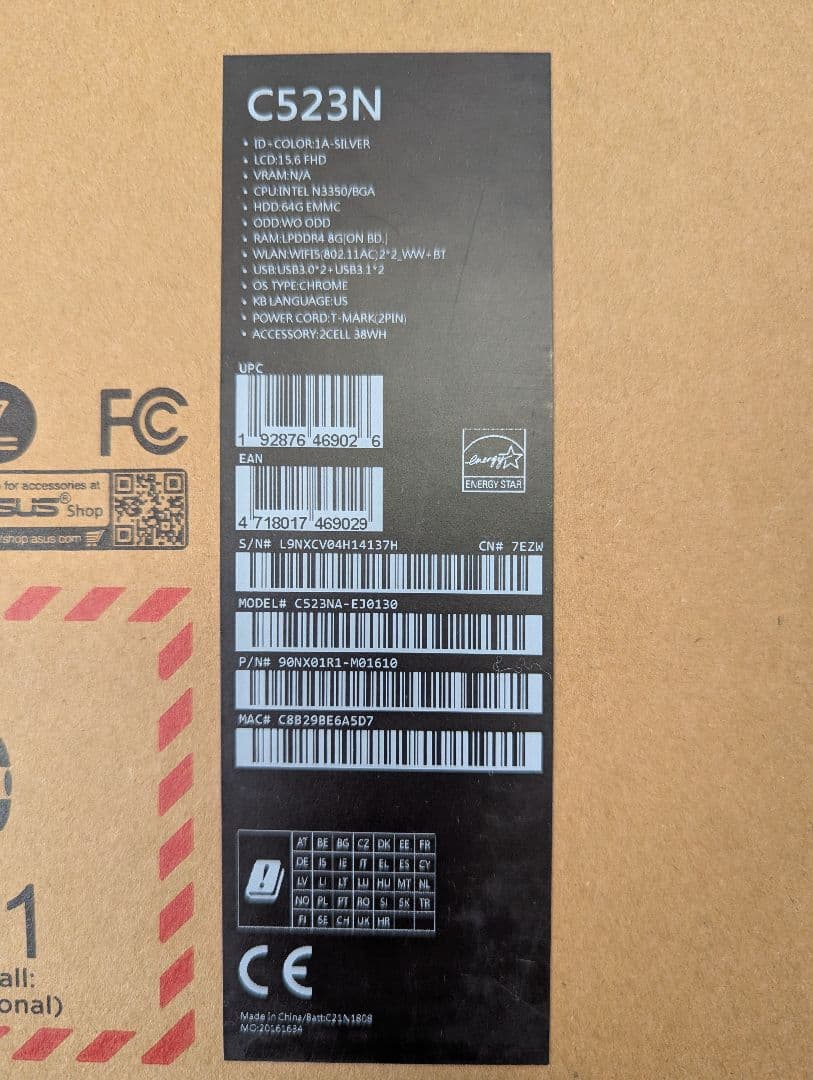 C523N
• ID-COLOR:1A-SILVER
• LCD:15.6 FHD
• VRAM:N/A
• CPU:INTEL N3350/BGA
• HDD:64G EMMC
• ODD:WO ODD
• RAM:LPDDR4 8G[ON BD.]
• WLAN:WIFI5(802.11AC)2*2_WW+BT
• USB:USB3.0*2+USB3.1*2
• OS TYPE:CHROME
• KB LANGUAGE:US
• POWER CORD:T-MARK(2PIN)
• ACCESSORY:2CELL 38WH
UPC
1 92876 46902 6
EAN
4 718017 469029
energy
ENERGY STAR
S/N# L9NXCV04H14137H CN# 7EZW
MODEL# C523NA-EJ0130
P/N# 90NX01R1-M01610
MAC# C8B29BE6A5D7
AT BE BG CZ DK EE FR
DE IS IE IT EL ES CY
LV LI LT LU HU MT NL
NO PL PT RO SI SK TR
FI SE CH UK HR
CE
Made in China/Batt:C21N1808
MO:20161634
FC
for accessories at
SUS® Shop
shop.asus.com
1
all:
onal)